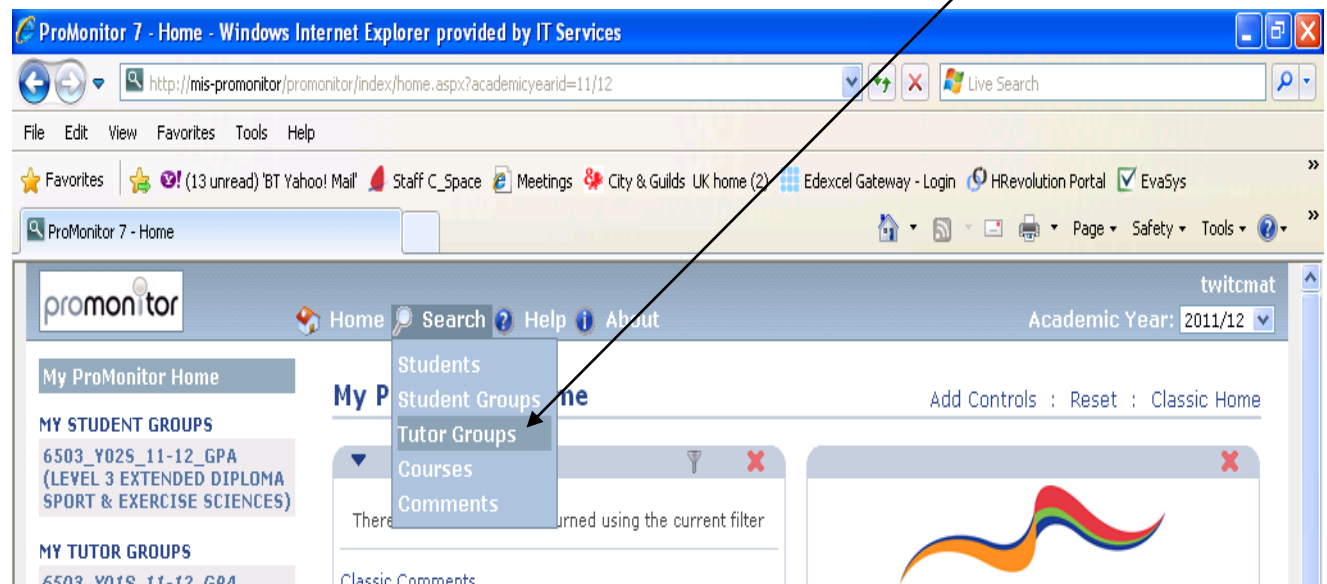 ProMonitor 7 - Home - Windows Internet Explorer provided by IT Services
http://mis-promonitor/promonitor/index/home.aspx?academicyearid=11/12
Live Search
File Edit View Favorites Tools Help
Favorites (13 unread) 'BT Yahoo! Mail' Staff C_Space Meetings City & Guilds UK home (2) Edexcel Gateway - Login HRevolution Portal EvaSys »
ProMonitor 7 - Home
Page Safety Tools »
promonitor
twitcmat
Home Search Help About
Academic Year: 2011/12
Students
Student Groups
Tutor Groups
Courses
Comments
My ProMonitor Home
MY STUDENT GROUPS
6503_Y02S_11-12_GPA
(LEVEL 3 EXTENDED DIPLOMA
SPORT & EXERCISE SCIENCES)
MY TUTOR GROUPS
6503_Y01S_11-12_GPA
My P me
Add Controls : Reset : Classic Home
There urned using the current filter
Classic Comments